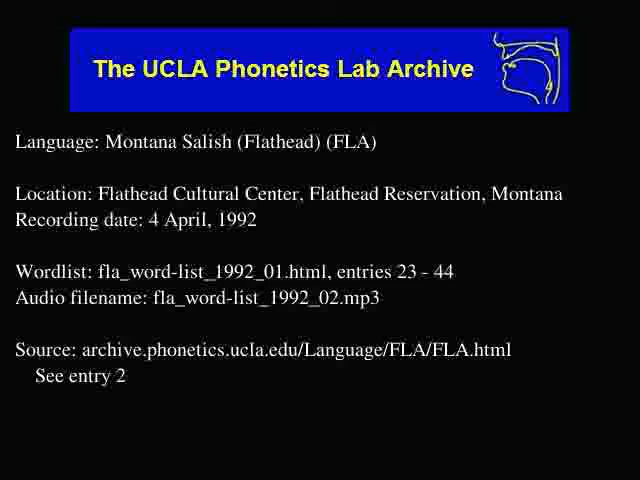 The UCLA Phonetics Lab Archive
Language: Montana Salish (Flathead) (FLA)
Location: Flathead Cultural Center, Flathead Reservation, Montana
Recording date: 4 April, 1992
Wordlist: fla_word-list_1992_01.html, entries 23 - 44
Audio filename: fla_word-list_1992_02.mp3
Source: archive.phonetics.ucla.edu/Language/FLA/FLA.html
See entry 2